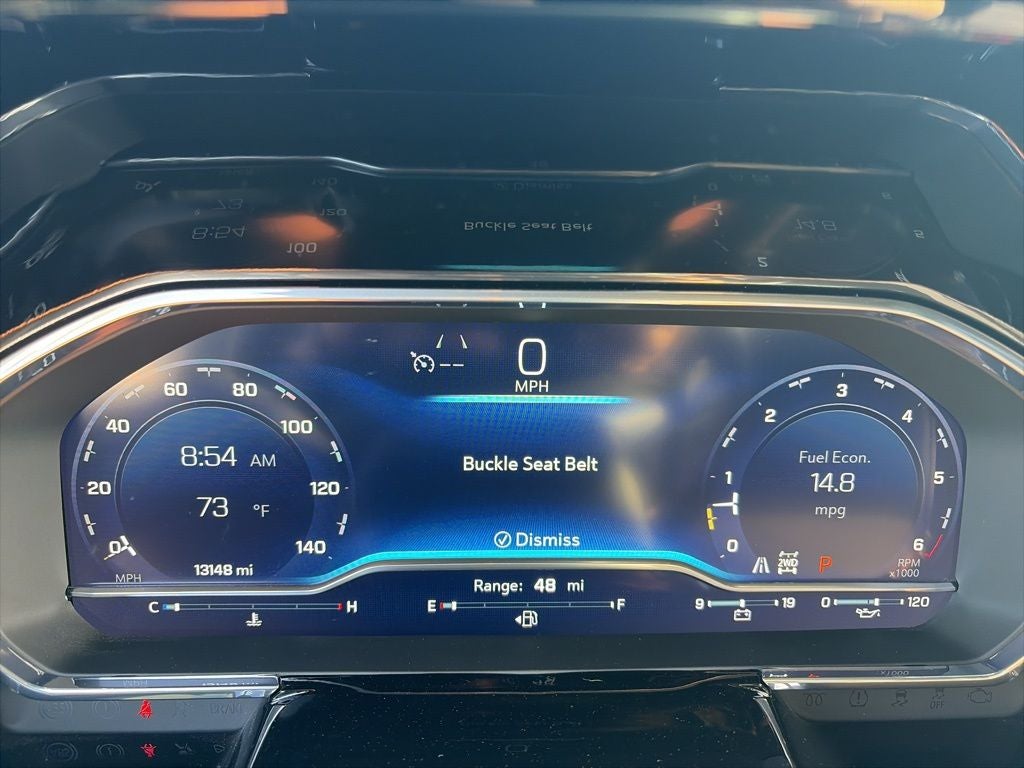 0
MPH
60 80
40 100
20 120
0 140
8:54 AM
73 °F
MPH
13148 mi
Buckle Seat Belt
Dismiss
3
2 4
1 5
0 6
Fuel Econ.
14.8
mpg
2WD
P
RPM
x1000
Range: 48 mi
C H
E F
9 19
0 120
BRAKE
OFF